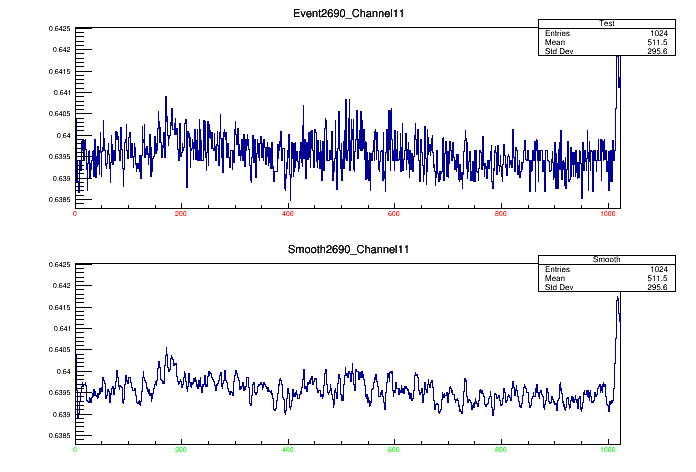 Event2690_Channel11
Test
Entries 1024
Mean 511.5
Std Dev 295.6
0.6425
0.642
0.6415
0.641
0.6405
0.64
0.6395
0.639
0.6385
0 200 400 600 800 1000
Smooth2690_Channel11
Smooth
Entries 1024
Mean 511.5
Std Dev 295.6
0.6425
0.642
0.6415
0.641
0.6405
0.64
0.6395
0.639
0.6385
0 200 400 600 800 1000